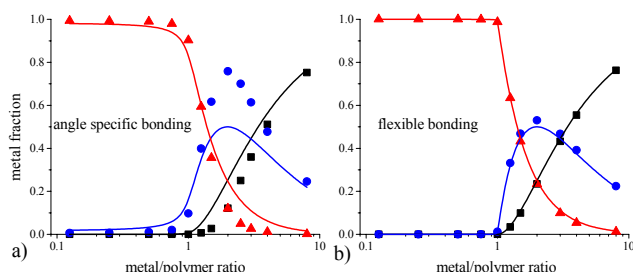 1.0
0.8
0.6
0.4
0.2
0.0
metal fraction
angle specific bonding
0.1
1
10
a)
metal/polymer ratio
1.0
0.8
0.6
0.4
0.2
0.0
flexible bonding
0.1
1
10
b)
metal/polymer ratio